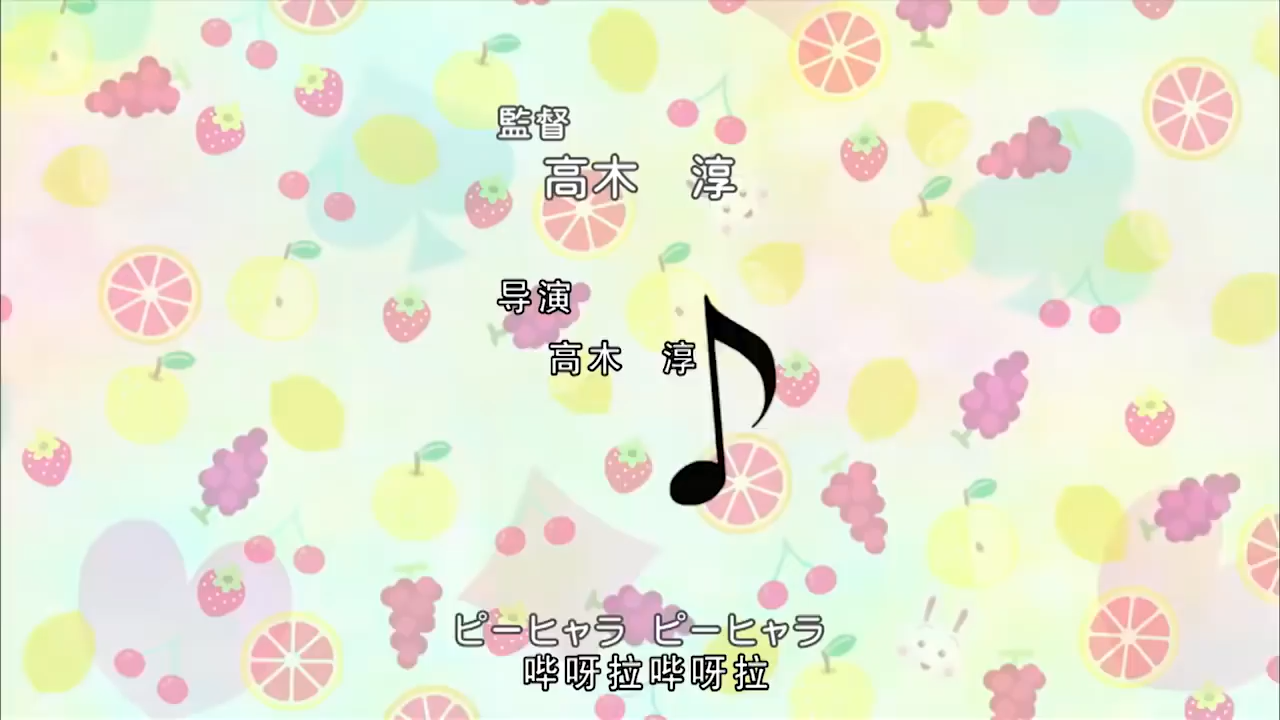 監督
高木 淳
导演
高木 淳
ピーヒャラ ピーヒャラ
哔呀拉哔呀拉